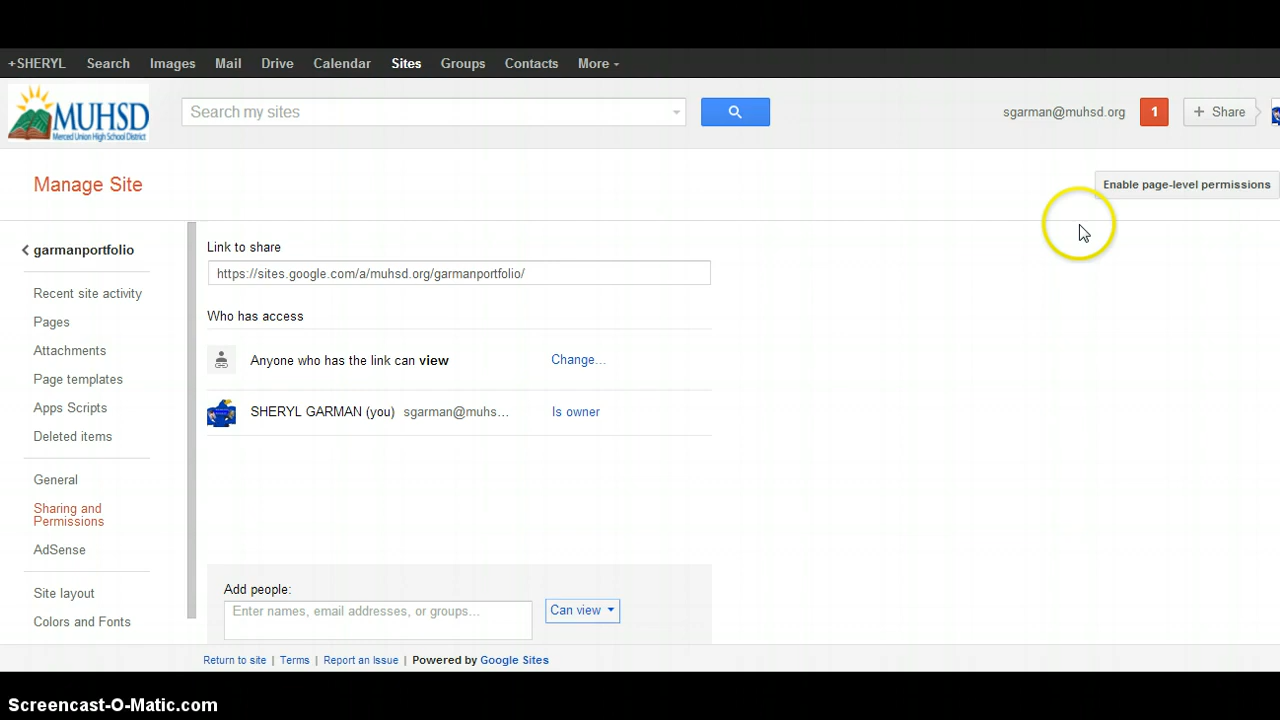 +SHERYL Search Images Mail Drive Calendar Sites Groups Contacts More
MUHSD
Merced Union High School District
Search my sites
sgarman@muhsd.org 1 + Share
Manage Site
Enable page-level permissions
garmanportfolio
Recent site activity
Pages
Attachments
Page templates
Apps Scripts
Deleted items
General
Sharing and
Permissions
AdSense
Site layout
Colors and Fonts
Link to share
https://sites.google.com/a/muhsd.org/garmanportfolio/
Who has access
Anyone who has the link can view Change...
SHERYL GARMAN (you) sgarman@muhs... Is owner
Add people:
Enter names, email addresses, or groups...
Can view
Return to site | Terms | Report an Issue | Powered by Google Sites
Screencast-O-Matic.com